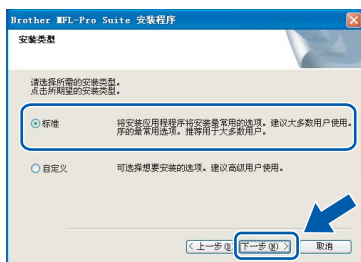 Brother MFL-Pro Suite 安装程序
安装类型
请选择所需的安装类型。
点击所期望的安装类型。
标准
将安装应用程程序将安装最常用的选项。建议大多数用户使用。
序的最常用选项。推荐用于大多数用户。
自定义
可选择想要安装的选项。建议高级用户使用。
<上一步(B) 下一步(N) > 取消